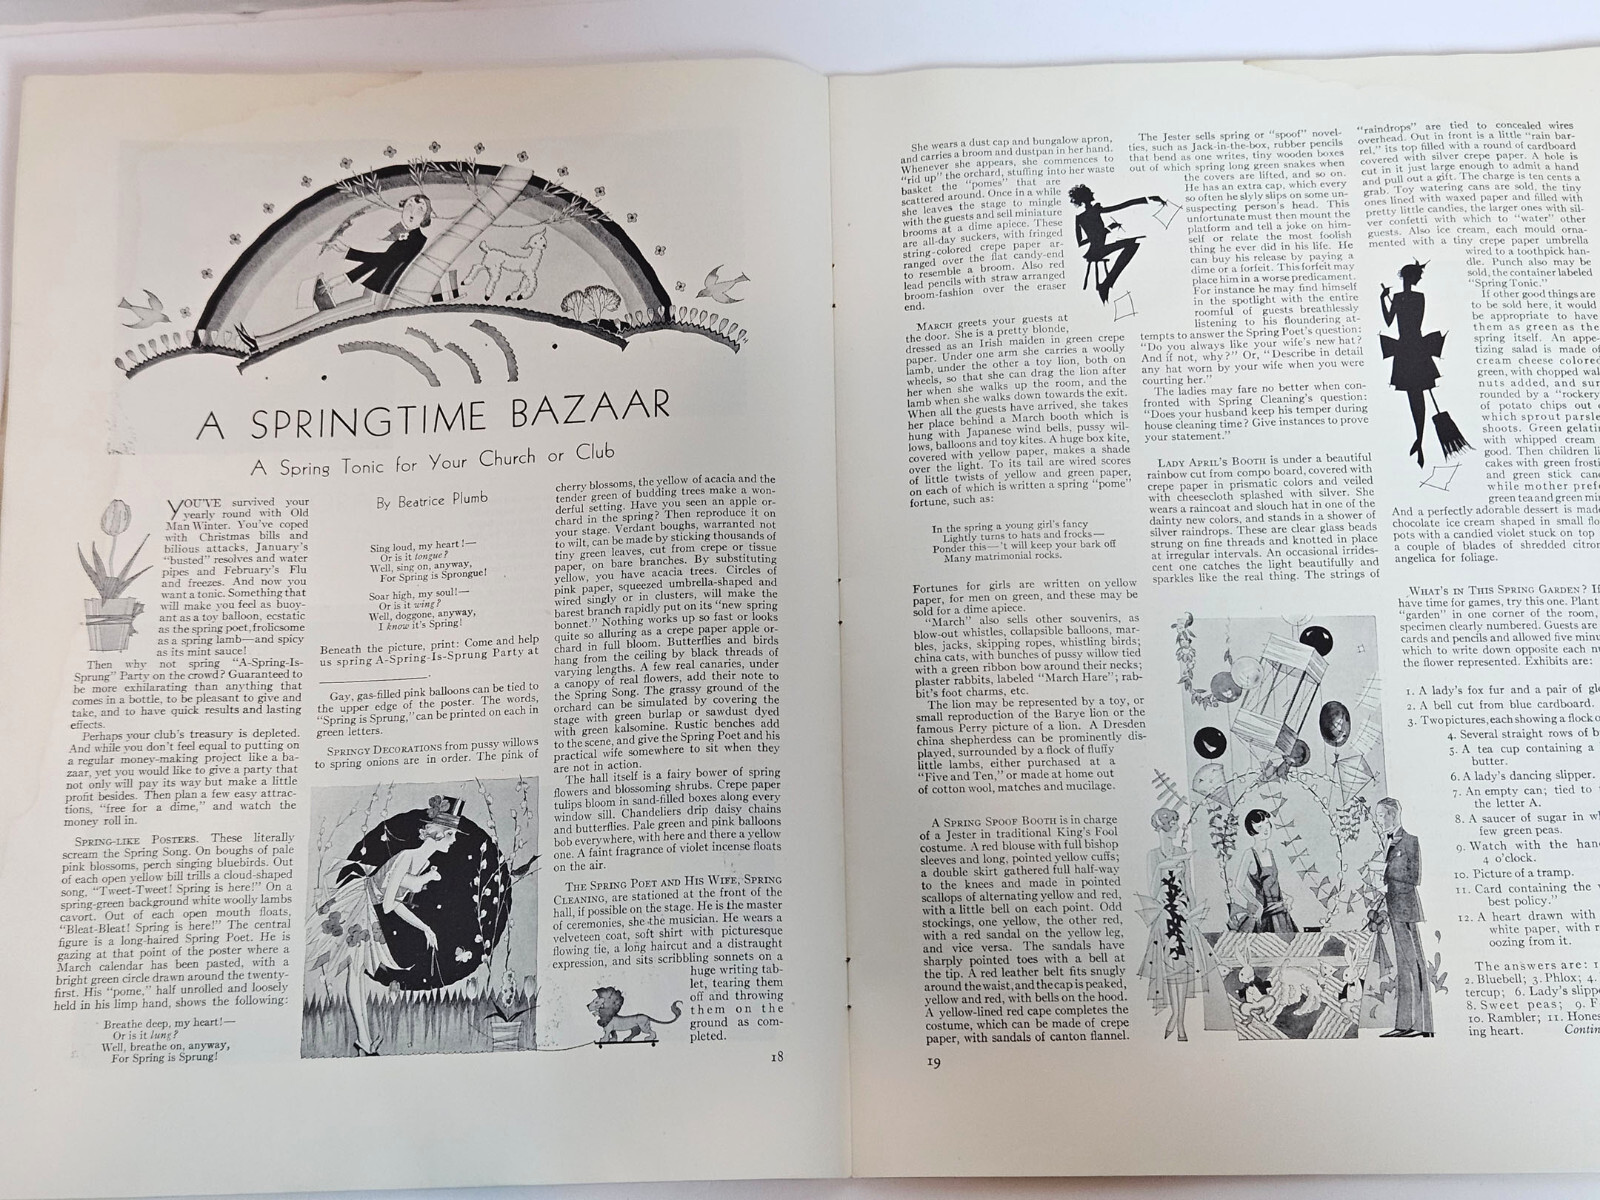 A SPRINGTIME BAZAAR
A Spring Tonic for Your Church or Club
YOU'VE survived your
yearly round with Old
Man Winter. You've coped
with Christmas bills and
bilious attacks, January's
"busted" resolves and water
pipes and February's Flu
and freezes. And now you
want a tonic. Something that
will make you feel as buoy-
ant as a toy balloon, ecstatic
as the spring poet, frolicsome
as a spring lamb—and spicy
as its mint sauce!
Then why not spring "A-Spring-Is-
Sprung" Party on the crowd? Guaranteed to
be more exhilarating than anything that
comes in a bottle, to be pleasant to give and
take, and to have quick results and lasting
effects.
Perhaps your club's treasury is depleted.
And while you don't feel equal to putting on
a regular money-making project like a ba-
zaar, yet you would like to give a party that
not only will pay its way but make a little
profit besides. Then plan a few easy attrac-
tions, "free for a dime," and watch the
money roll in.
SPRING-LIKE POSTERS. These literally
scream the Spring Song. On boughs of pale
pink blossoms, perch singing bluebirds. Out
of each open yellow bill trills a cloud-shaped
song, "Tweet-Tweet! Spring is here!" On a
spring-green background white woolly lambs
cavort. Out of each open mouth floats,
"Bleat-Bleat! Spring is here!" The central
figure is a long-haired Spring Poet. He is
gazing at that point of the poster where a
March calendar has been pasted, with a
bright green circle drawn around the twenty-
first. His "pome," half unrolled and loosely
held in his limp hand, shows the following:
Breathe deep, my heart!—
Or is it lung?
Well, breathe on, anyway,
For Spring is Sprung!
By Beatrice Plumb
Sing loud, my heart!—
Or is it tongue?
Well, sing on, anyway,
For Spring is Sprongue!
Soar high, my soul!—
Or is it wing?
Well, doggone, anyway,
I know it's Spring!
Beneath the picture, print: Come and help
us spring A-Spring-Is-Sprung Party at
Gay, gas-filled pink balloons can be tied to
the upper edge of the poster. The words,
"Spring is Sprung," can be printed on each in
green letters.
SPRINGY DECORATIONS from pussy willows
to spring onions are in order. The pink of
cherry blossoms, the yellow of acacia and the
tender green of budding trees make a won-
derful setting. Have you seen an apple or-
chard in the spring? Then reproduce it on
your stage. Verdant boughs, warranted not
to wilt, can be made by sticking thousands of
tiny green leaves, cut from crepe or tissue
paper, on bare branches. By substituting
yellow, you have acacia trees. Circles of
pink paper, squeezed umbrella-shaped and
wired singly or in clusters, will make the
barest branch rapidly put on its "new spring
bonnet." Nothing works up so fast or looks
quite so alluring as a crepe paper apple or-
chard in full bloom. Butterflies and birds
hang from the ceiling by black threads of
varying lengths. A few real canaries, under
a canopy of real flowers, add their note to
the Spring Song. The grassy ground of the
orchard can be simulated by covering the
stage with green burlap or sawdust dyed
with green kalsomine. Rustic benches add
to the scene, and give the Spring Poet and his
practical wife somewhere to sit when they
are not in action.
The hall itself is a fairy bower of spring
flowers and blossoming shrubs. Crepe paper
tulips bloom in sand-filled boxes along every
window sill. Chandeliers drip daisy chains
and butterflies. Pale green and pink balloons
bob everywhere, with here and there a yellow
one. A faint fragrance of violet incense floats
on the air.
THE SPRING POET AND HIS WIFE, SPRING
CLEANING, are stationed at the front of the
hall, if possible on the stage. He is the master
of ceremonies, she the musician. He wears a
velveteen coat, soft shirt with picturesque
flowing tie, a long haircut and a distraught
expression, and sits scribbling sonnets on a
huge writing tab-
let, tearing them
off and throwing
them on the
ground as com-
pleted.
18
She wears a dust cap and bungalow apron,
and carries a broom and dustpan in her hand.
Whenever she appears, she commences to
"rid up" the orchard, stuffing into her waste
basket the "pomes" that are
scattered around. Once in a while
she leaves the stage to mingle
with the guests and sell miniature
brooms at a dime apiece. These
are all-day suckers, with fringed
string-colored crepe paper ar-
ranged over the flat candy-end
to resemble a broom. Also red
lead pencils with straw arranged
broom-fashion over the eraser
end.
MARCH greets your guests at
the door. She is a pretty blonde,
dressed as an Irish maiden in green crepe
paper. Under one arm she carries a woolly
lamb, under the other a toy lion, both on
wheels, so that she can drag the lion after
her when she walks up the room, and the
lamb when she walks down towards the exit.
When all the guests have arrived, she takes
her place behind a March booth which is
hung with Japanese wind bells, pussy wil-
lows, balloons and toy kites. A huge box kite,
covered with yellow paper, makes a shade
over the light. To its tail are wired scores
of little twists of yellow and green paper,
on each of which is written a spring "pome"
fortune, such as:
In the spring a young girl's fancy
Lightly turns to hats and frocks—
Ponder this—'t will keep your bark off
Many matrimonial rocks.
Fortunes for girls are written on yellow
paper, for men on green, and these may be
sold for a dime apiece.
"March" also sells other souvenirs, as
blow-out whistles, collapsible balloons, mar-
bles, jacks, skipping ropes, whistling birds;
china cats, with bunches of pussy willow tied
with a green ribbon bow around their necks;
plaster rabbits, labeled "March Hare"; rab-
bit's foot charms, etc.
The lion may be represented by a toy, or
small reproduction of the Barye lion or the
famous Perry picture of a lion. A Dresden
china shepherdess can be prominently dis-
played, surrounded by a flock of fluffy
little lambs, either purchased at a
"Five and Ten," or made at home out
of cotton wool, matches and mucilage.
A SPRING SPOOF BOOTH is in charge
of a Jester in traditional King's Fool
costume. A red blouse with full bishop
sleeves and long, pointed yellow cuffs;
a double skirt gathered full half-way
to the knees and made in pointed
scallops of alternating yellow and red,
with a little bell on each point. Odd
stockings, one yellow, the other red,
with a red sandal on the yellow leg,
and vice versa. The sandals have
sharply pointed toes with a bell at
the tip. A red leather belt fits snugly
around the waist, and the cap is peaked,
yellow and red, with bells on the hood.
A yellow-lined red cape completes the
costume, which can be made of crepe
paper, with sandals of canton flannel.
19
The Jester sells spring or "spoof" novel-
ties, such as Jack-in-the-box, rubber pencils
that bend as one writes, tiny wooden boxes
out of which spring long green snakes when
the covers are lifted, and so on.
He has an extra cap, which every
so often he slyly slips on some un-
suspecting person's head. This
unfortunate must then mount the
platform and tell a joke on him-
self or relate the most foolish
thing he ever did in his life. He
can buy his release by paying a
dime or a forfeit. This forfeit may
place him in a worse predicament.
For instance he may find himself
in the spotlight with the entire
roomful of guests breathlessly
listening to his floundering at-
tempts to answer the Spring Poet's question:
"Do you always like your wife's new hat?
And if not, why?" Or, "Describe in detail
any hat worn by your wife when you were
courting her."
The ladies may fare no better when con-
fronted with Spring Cleaning's question:
"Does your husband keep his temper during
house cleaning time? Give instances to prove
your statement."
LADY APRIL'S BOOTH is under a beautiful
rainbow cut from compo board, covered with
crepe paper in prismatic colors and veiled
with cheesecloth splashed with silver. She
wears a raincoat and slouch hat in one of the
dainty new colors, and stands in a shower of
silver raindrops. These are clear glass beads
strung on fine threads and knotted in place
at irregular intervals. An occasional irrides-
cent one catches the light beautifully and
sparkles like the real thing. The strings of
"raindrops" are tied to concealed wires
overhead. Out in front is a little "rain bar-
rel," its top filled with a round of cardboard
covered with silver crepe paper. A hole is
cut in it just large enough to admit a hand
and pull out a gift. The charge is ten cents a
grab. Toy watering cans are sold, the tiny
ones lined with waxed paper and filled with
pretty little candies, the larger ones with sil-
ver confetti with which to "water" other
guests. Also ice cream, each mould orna-
mented with a tiny crepe paper umbrella
wired to a toothpick han-
dle. Punch also may be
sold, the container labeled
"Spring Tonic."
If other good things are
to be sold here, it would
be appropriate to have
them as green as the
spring itself. An appe-
tizing salad is made of
cream cheese colored
green, with chopped wal
nuts added, and sur
rounded by a "rockery
of potato chips out
which sprout parsle
shoots. Green gelati
with whipped cream
good. Then children li
cakes with green frosti
and green stick can
while mother pref
green tea and green min
And a perfectly adorable dessert is made
chocolate ice cream shaped in small flo
pots with a candied violet stuck on top
a couple of blades of shredded citron
angelica for foliage.
WHAT'S IN THIS SPRING GARDEN? If
have time for games, try this one. Plant
"garden" in one corner of the room,
specimen clearly numbered. Guests are
cards and pencils and allowed five minu
which to write down opposite each nu
the flower represented. Exhibits are:
1. A lady's fox fur and a pair of gl
2. A bell cut from blue cardboard.
3. Two pictures, each showing a flock o
4. Several straight rows of b
5. A tea cup containing a
butter.
6. A lady's dancing slipper.
7. An empty can; tied to
the letter A.
8. A saucer of sugar in w
few green peas.
9. Watch with the han
4 o'clock.
10. Picture of a tramp.
11. Card containing the
best policy."
12. A heart drawn with
white paper, with r
oozing from it.
The answers are: 1
2. Bluebell; 3. Phlox; 4.
tercup; 6. Lady's slipp
8. Sweet peas; 9. F
10. Rambler; 11. Hones
ing heart. Contin